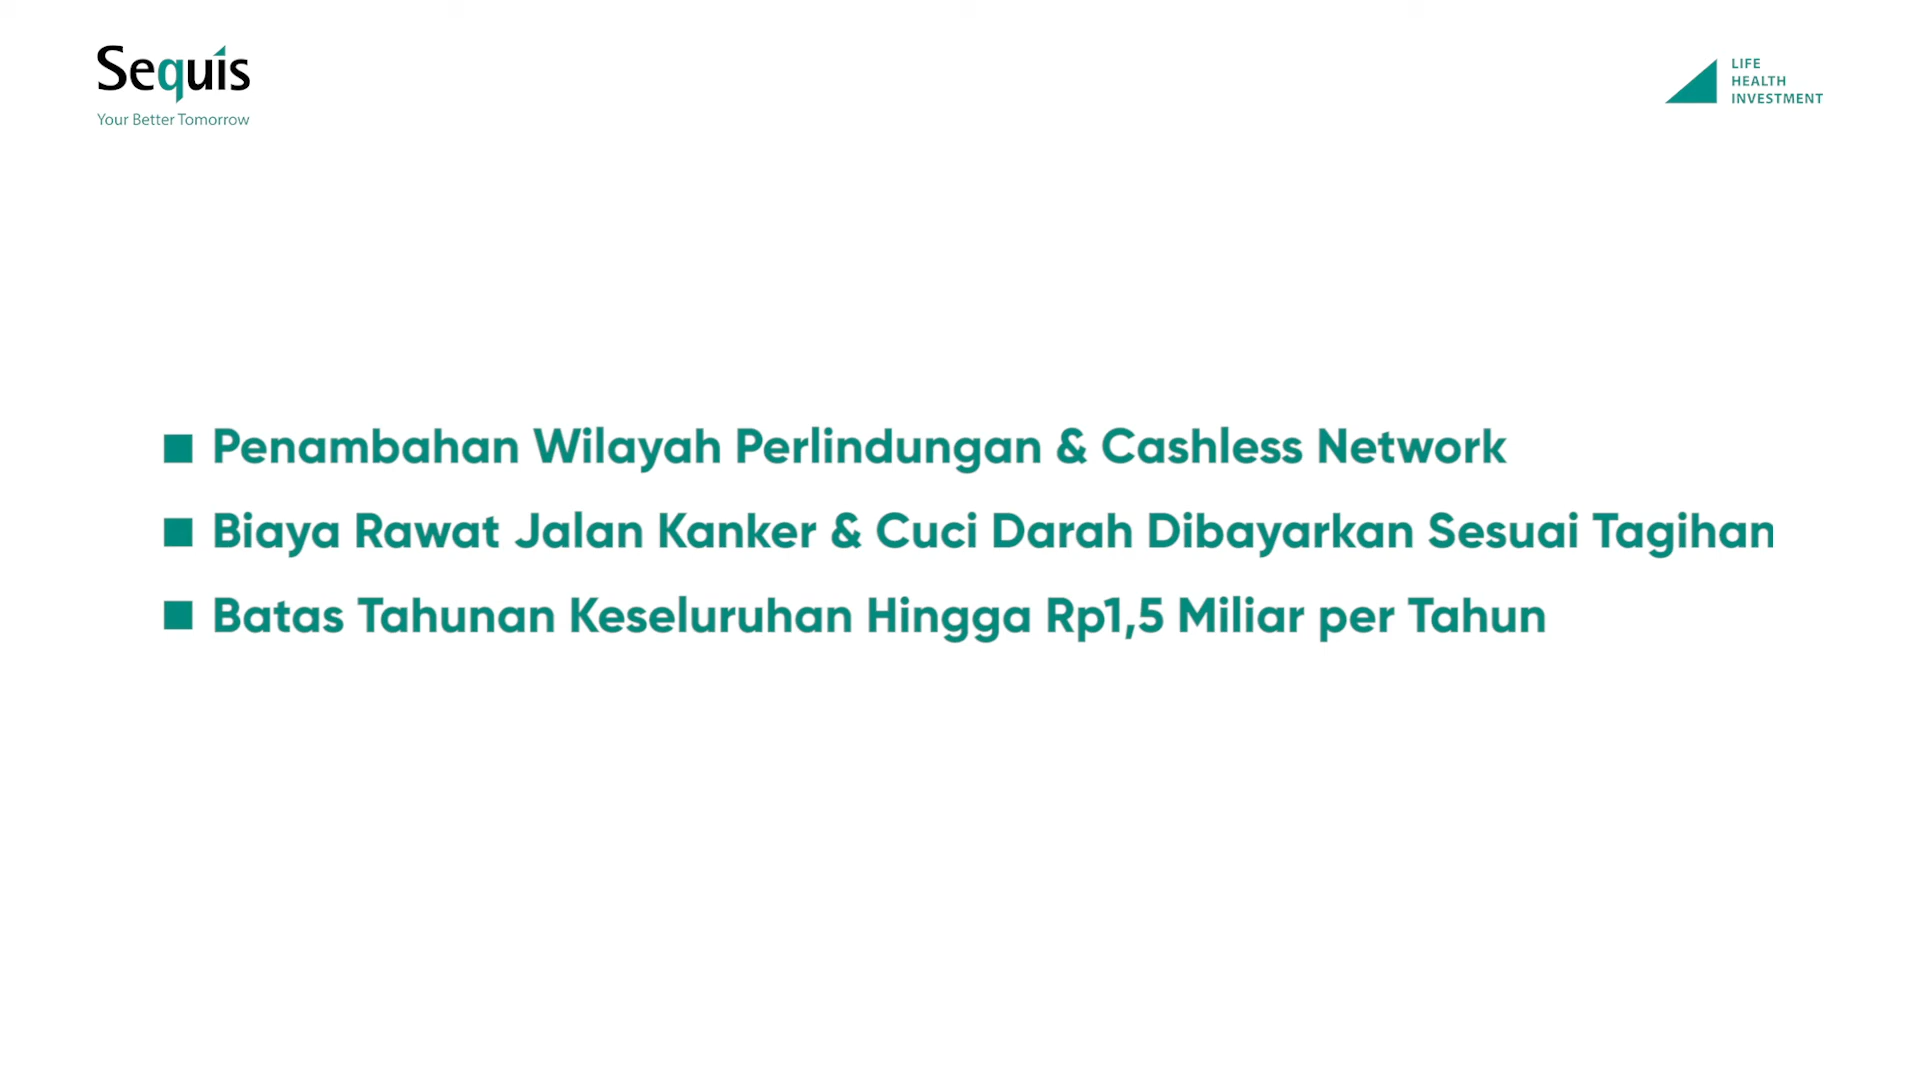 Sequis
Your Better Tomorrow
LIFE
HEALTH
INVESTMENT
Penambahan Wilayah Perlindungan & Cashless Network
Biaya Rawat Jalan Kanker & Cuci Darah Dibayarkan Sesuai Tagihan
Batas Tahunan Keseluruhan Hingga Rp1,5 Miliar per Tahun